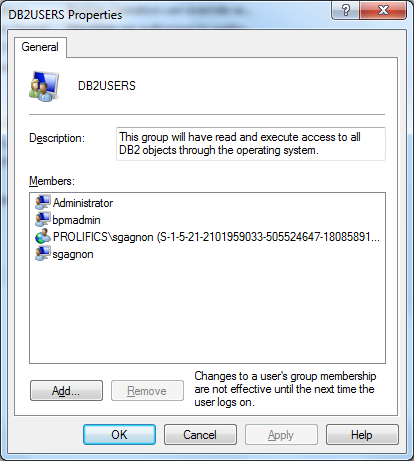 DB2USERS Properties
General
DB2USERS
Description:
This group will have read and execute access to all
DB2 objects through the operating system.
Members:
Administrator
bpmadmin
PROLIFICS\sgagnon (S-1-5-21-2101959033-505524647-18085891...
sgagnon
Add...
Remove
Changes to a user's group membership
are not effective until the next time the
user logs on.
OK
Cancel
Apply
Help